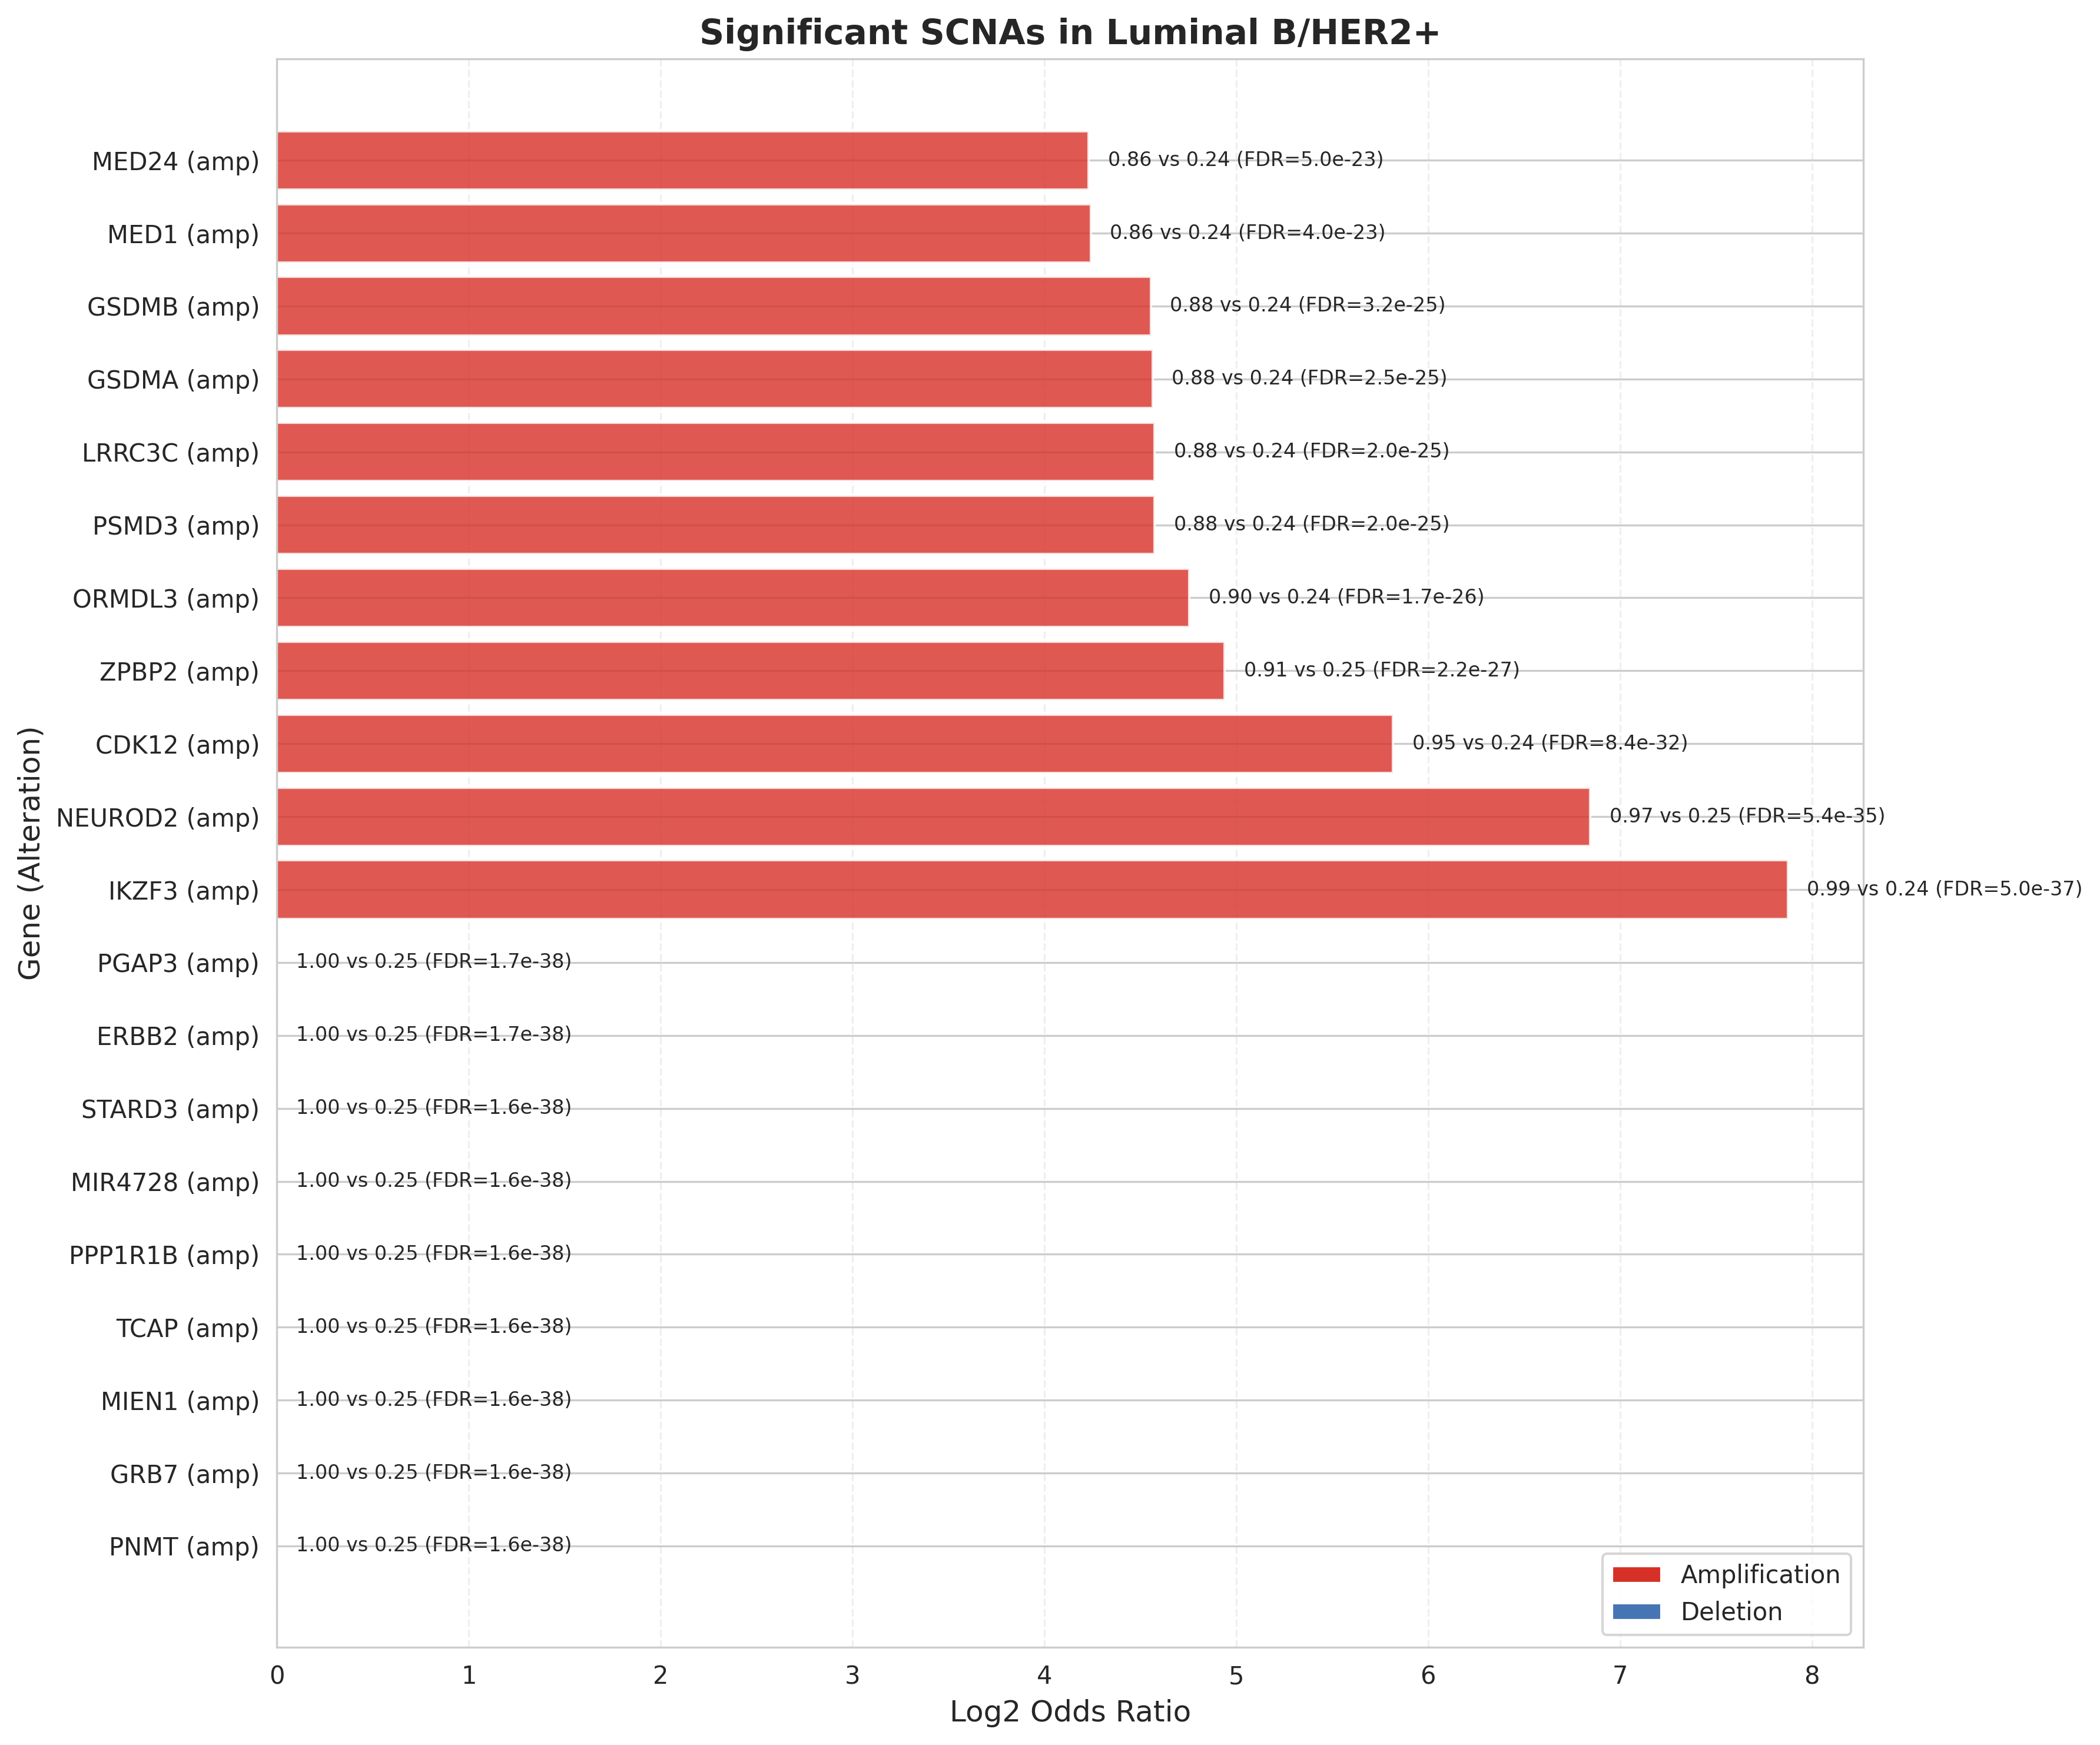 Significant SCNAs in Luminal B/HER2+
Gene (Alteration)
MED24 (amp) 0.86 vs 0.24 (FDR=5.0e-23)
MED1 (amp) 0.86 vs 0.24 (FDR=4.0e-23)
GSDMB (amp) 0.88 vs 0.24 (FDR=3.2e-25)
GSDMA (amp) 0.88 vs 0.24 (FDR=2.5e-25)
LRRC3C (amp) 0.88 vs 0.24 (FDR=2.0e-25)
PSMD3 (amp) 0.88 vs 0.24 (FDR=2.0e-25)
ORMDL3 (amp) 0.90 vs 0.24 (FDR=1.7e-26)
ZPBP2 (amp) 0.91 vs 0.25 (FDR=2.2e-27)
CDK12 (amp) 0.95 vs 0.24 (FDR=8.4e-32)
NEUROD2 (amp) 0.97 vs 0.25 (FDR=5.4e-35)
IKZF3 (amp) 0.99 vs 0.24 (FDR=5.0e-37)
PGAP3 (amp) 1.00 vs 0.25 (FDR=1.7e-38)
ERBB2 (amp) 1.00 vs 0.25 (FDR=1.7e-38)
STARD3 (amp) 1.00 vs 0.25 (FDR=1.6e-38)
MIR4728 (amp) 1.00 vs 0.25 (FDR=1.6e-38)
PPP1R1B (amp) 1.00 vs 0.25 (FDR=1.6e-38)
TCAP (amp) 1.00 vs 0.25 (FDR=1.6e-38)
MIEN1 (amp) 1.00 vs 0.25 (FDR=1.6e-38)
GRB7 (amp) 1.00 vs 0.25 (FDR=1.6e-38)
PNMT (amp) 1.00 vs 0.25 (FDR=1.6e-38)
Amplification
Deletion
0 1 2 3 4 5 6 7 8
Log2 Odds Ratio